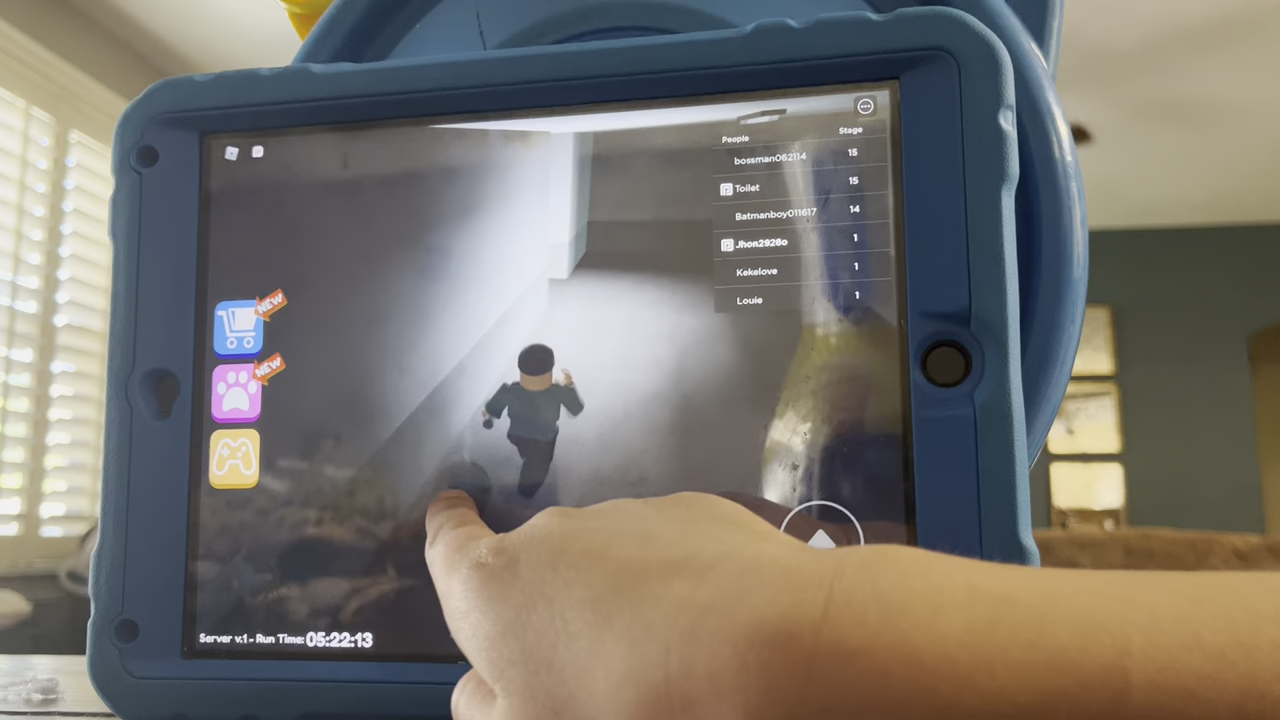 People Stage
bossman062114 15
Toilet 15
Batmanboy011617 14
Jhon2928o 1
Kekelove 1
Louie 1
NEW
NEW
Server v.1 - Run Time: 05:22:13